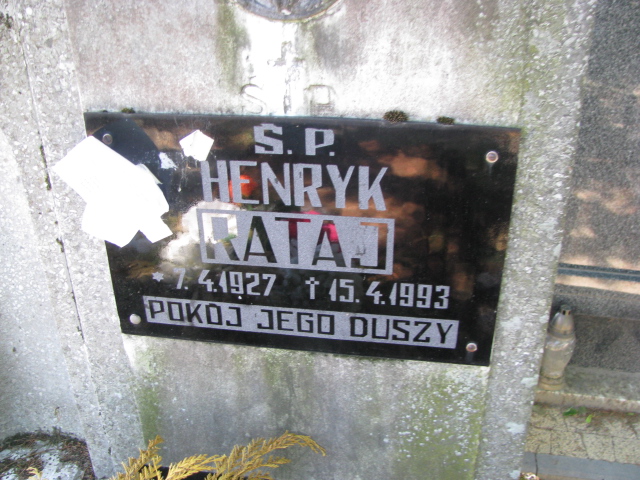 Ś. P.
HENRYK
RATAJ
* 7.4.1927 † 15.4.1993
POKÓJ JEGO DUSZY